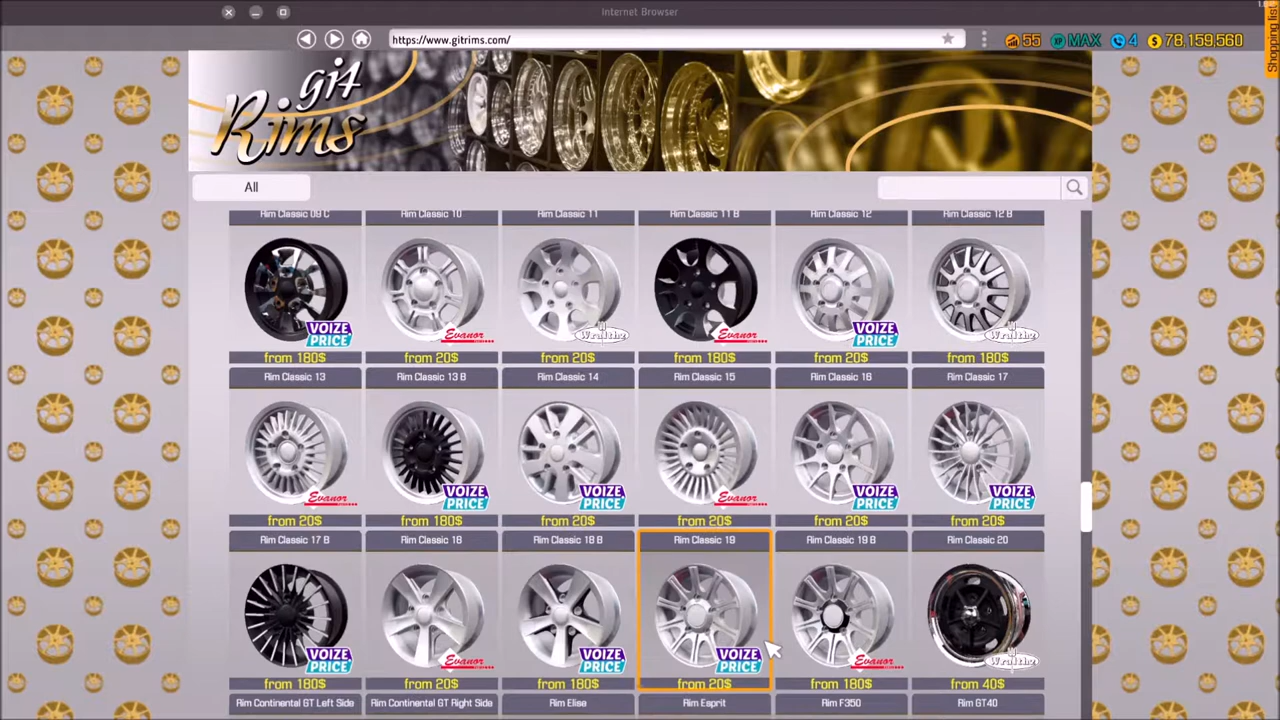 Internet Browser
1.0.6
Shopping list
https://www.gitrims.com/
55
XP MAX
4
$ 78,159,560
git
Rims
All
Rim Classic 09 C
Rim Classic 10
Rim Classic 11
Rim Classic 11 B
Rim Classic 12
Rim Classic 12 B
VOIZE PRICE
Evanor
Wraithe
Evanor
VOIZE PRICE
Wraithe
from 180$
from 20$
from 20$
from 180$
from 20$
from 180$
Rim Classic 13
Rim Classic 13 B
Rim Classic 14
Rim Classic 15
Rim Classic 16
Rim Classic 17
Evanor
VOIZE PRICE
VOIZE PRICE
Evanor
VOIZE PRICE
VOIZE PRICE
from 20$
from 180$
from 20$
from 20$
from 20$
from 20$
Rim Classic 17 B
Rim Classic 18
Rim Classic 18 B
Rim Classic 19
Rim Classic 19 B
Rim Classic 20
VOIZE PRICE
Evanor
VOIZE PRICE
VOIZE PRICE
Evanor
Wraithe
from 180$
from 20$
from 180$
from 20$
from 180$
from 40$
Rim Continental GT Left Side
Rim Continental GT Right Side
Rim Elise
Rim Esprit
Rim F350
Rim GT40